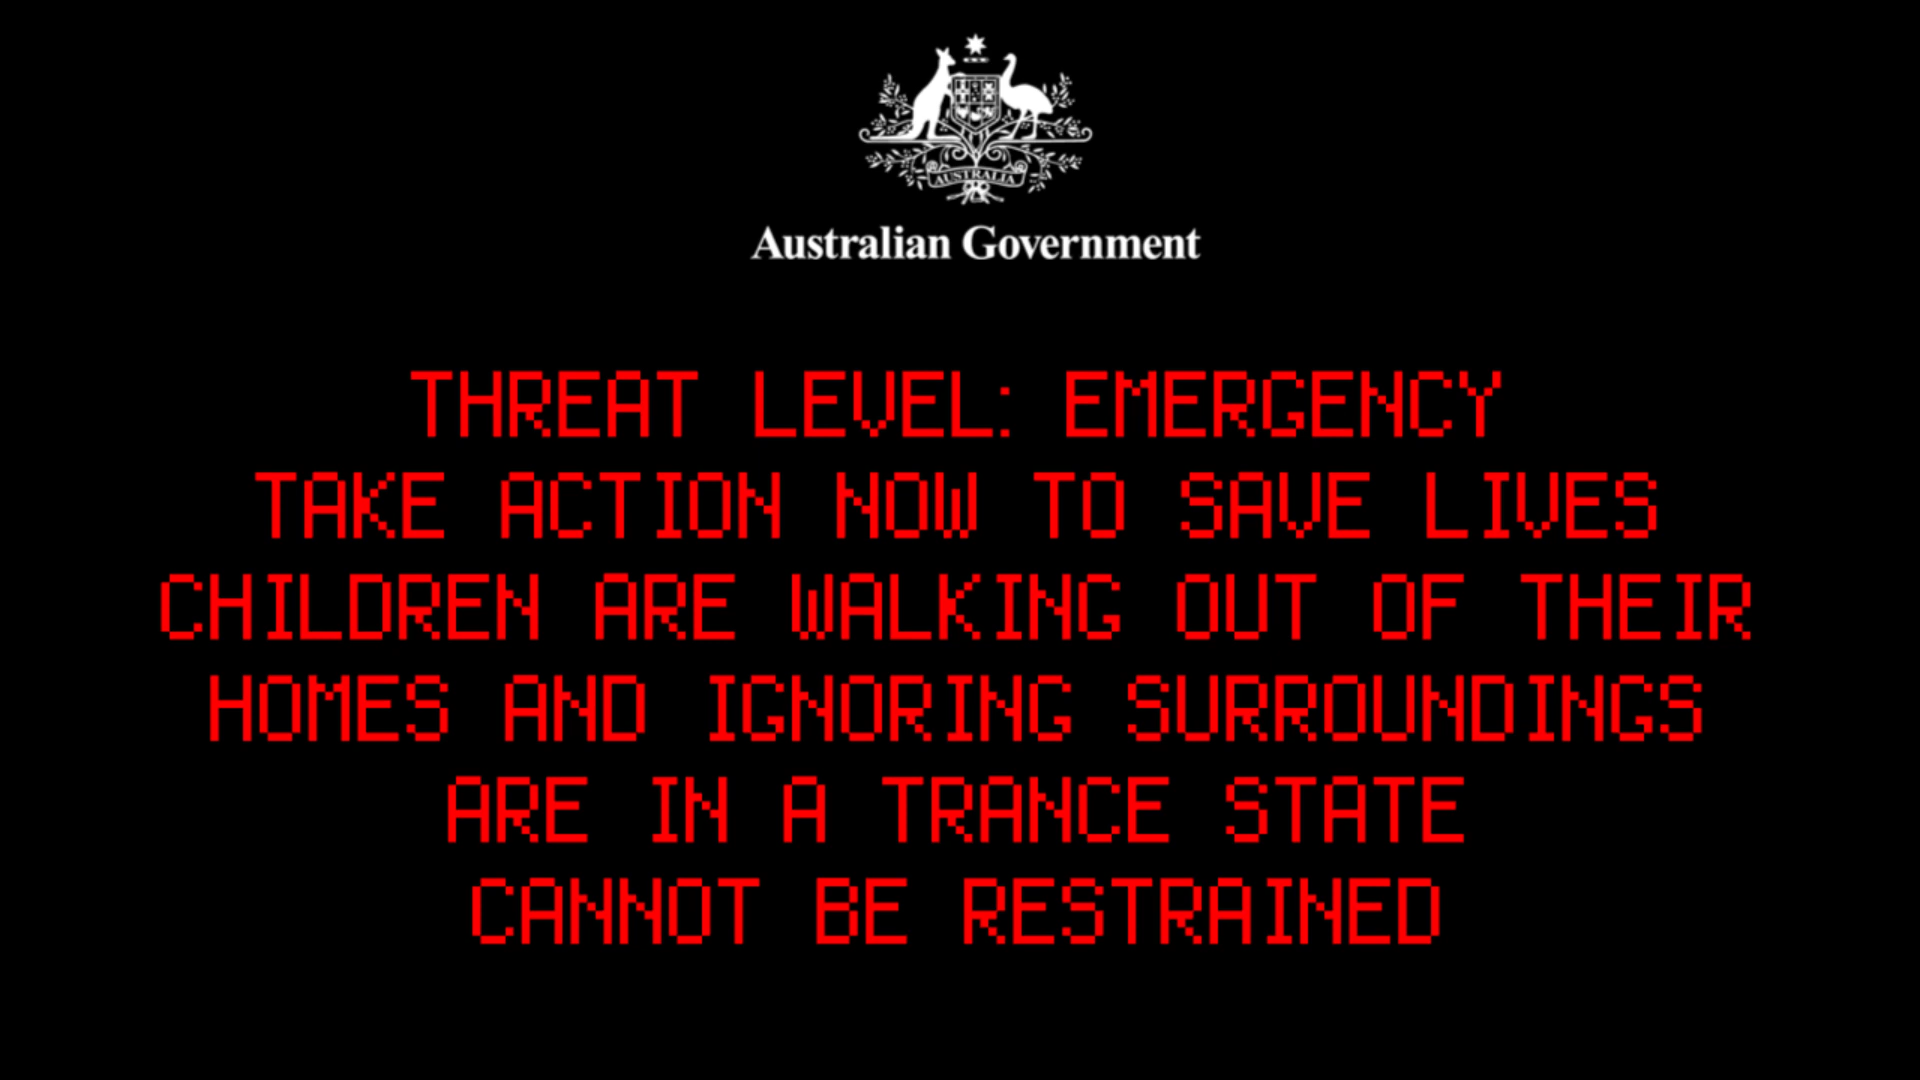 AUSTRALIA
Australian Government
THREAT LEVEL: EMERGENCY
TAKE ACTION NOW TO SAVE LIVES
CHILDREN ARE WALKING OUT OF THEIR
HOMES AND IGNORING SURROUNDINGS
ARE IN A TRANCE STATE
CANNOT BE RESTRAINED